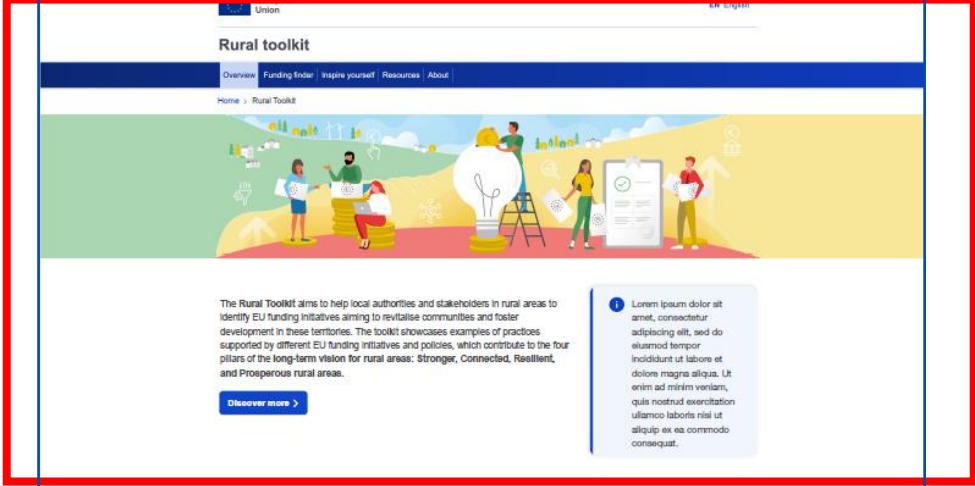 Union
EN English
Rural toolkit
Overview Funding finder Inspire yourself Resources About
Home > Rural Toolkit
The Rural Toolkit aims to help local authorities and stakeholders in rural areas to
identify EU funding initiatives aiming to revitalise communities and foster
development in these territories. The toolkit showcases examples of practices
supported by different EU funding initiatives and policies, which contribute to the four
pillars of the long-term vision for rural areas: Stronger, Connected, Resilient,
and Prosperous rural areas.
Discover more >
Lorem ipsum dolor sit
amet, consectetur
adipiscing elit, sed do
eiusmod tempor
incididunt ut labore et
dolore magna aliqua. Ut
enim ad minim veniam,
quis nostrud exercitation
ullamco laboris nisi ut
aliquip ex ea commodo
consequat.